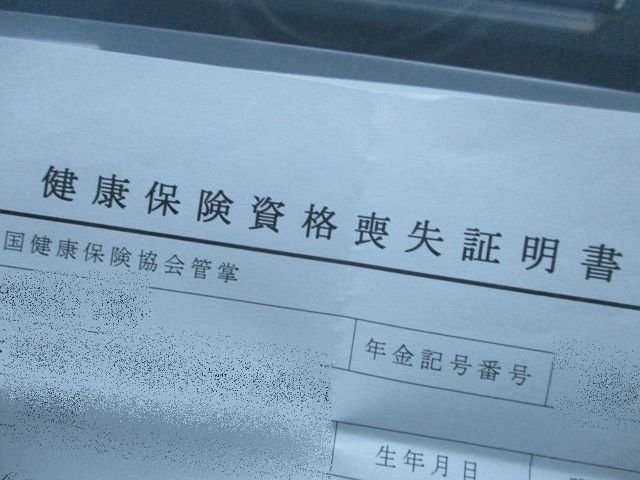 健康保険資格喪失証明書
国健康保険協会管掌
年金記号番号
生年月日